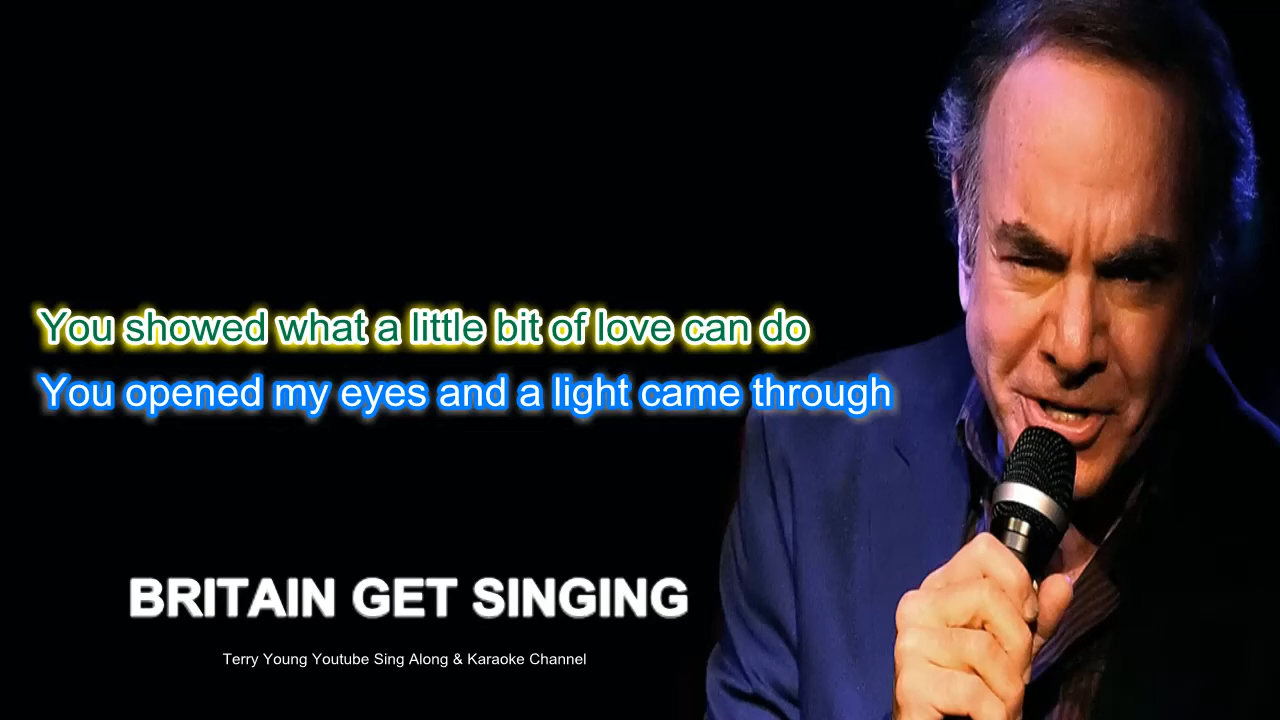 You showed what a little bit of love can do
You opened my eyes and a light came through
BRITAIN GET SINGING
Terry Young Youtube Sing Along & Karaoke Channel